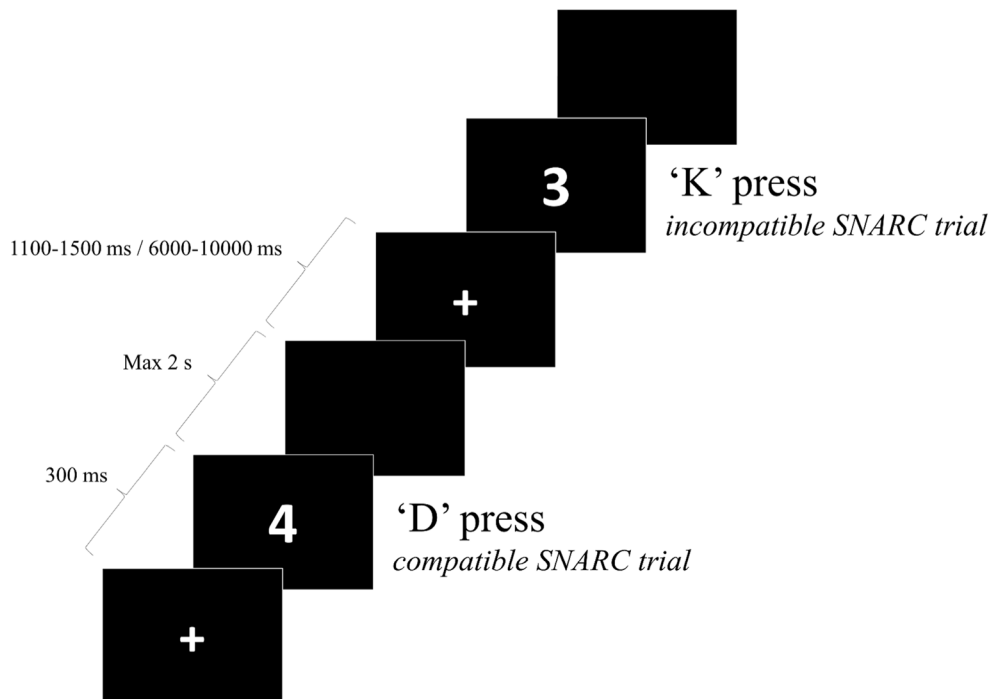 3
‘K’ press
incompatible SNARC trial
1100-1500 ms / 6000-10000 ms
+
Max 2 s
300 ms
4
‘D’ press
compatible SNARC trial
+